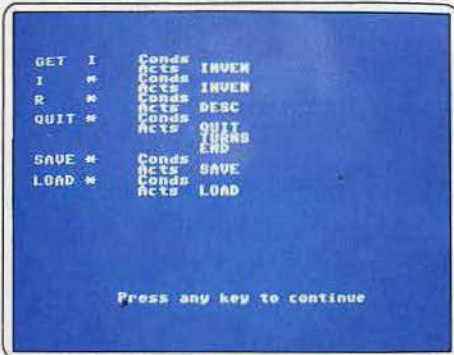 GET I Conds
Acts INVEN
I * Conds
Acts INVEN
R * Conds
Acts DESC
QUIT * Conds
Acts QUIT
TURNS
END
SAVE * Conds
Acts SAVE
LOAD * Conds
Acts LOAD
Press any key to continue